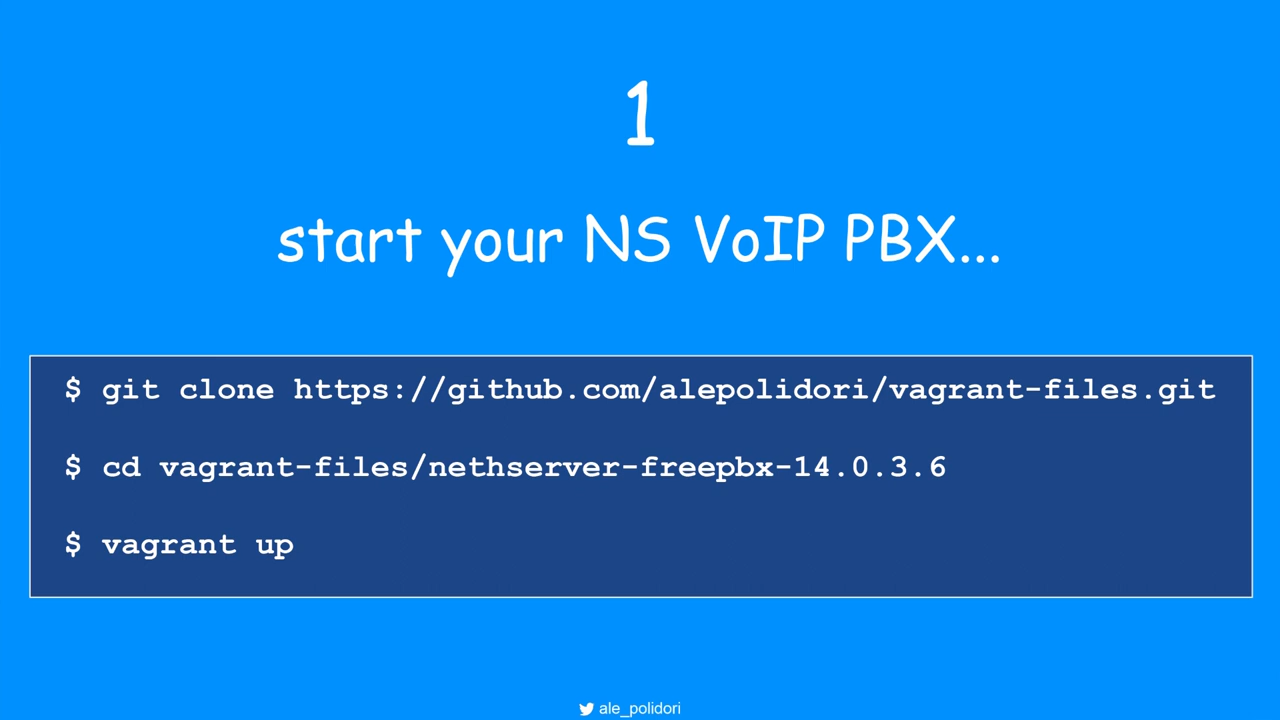 1
start your NS VoIP PBX...
$ git clone https://github.com/alepolidori/vagrant-files.git
$ cd vagrant-files/nethserver-freepbx-14.0.3.6
$ vagrant up
ale_polidori